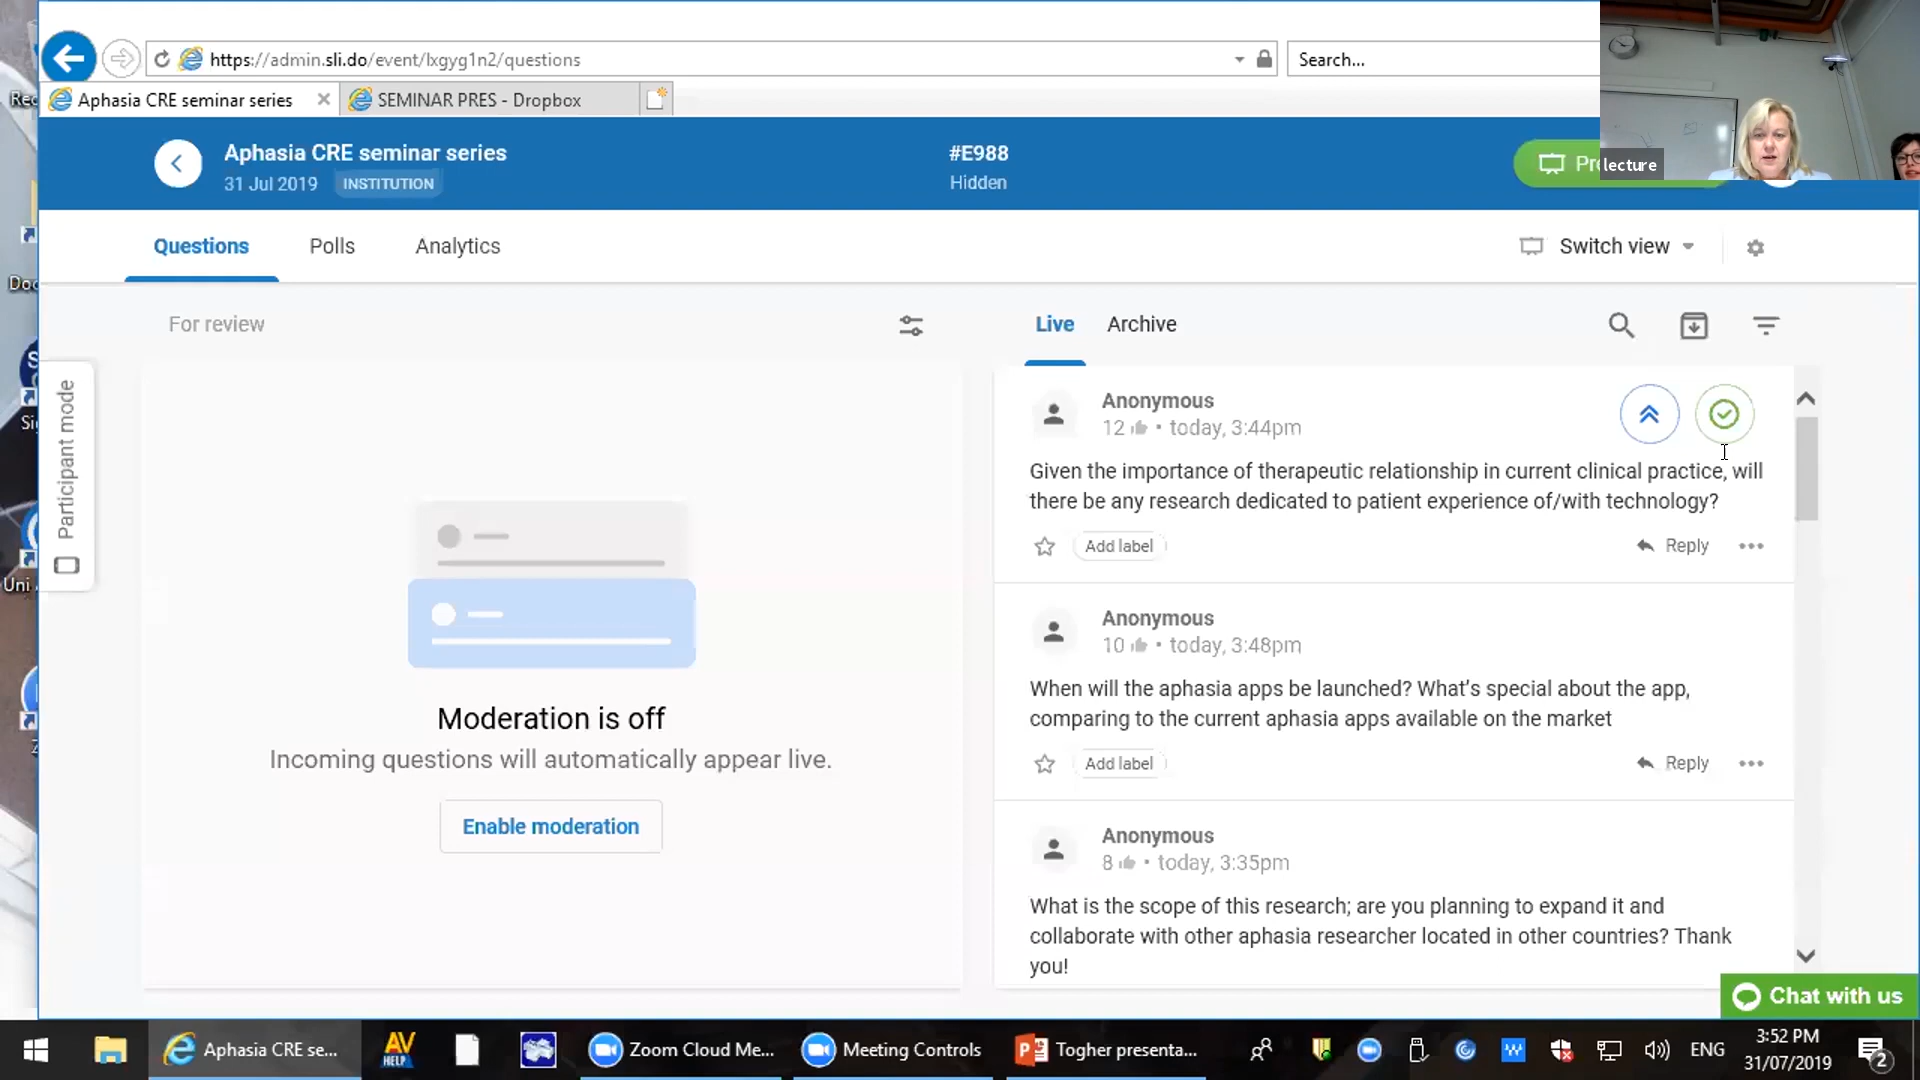 https://admin.sli.do/event/lxgyg1n2/questions
Search...
Aphasia CRE seminar series
SEMINAR PRES - Dropbox
Aphasia CRE seminar series
31 Jul 2019
INSTITUTION
#E988
Hidden
lecture
Questions
Polls
Analytics
Switch view
For review
Live
Archive
Participant mode
Moderation is off
Incoming questions will automatically appear live.
Enable moderation
Anonymous
12 • today, 3:44pm
Given the importance of therapeutic relationship in current clinical practice, will
there be any research dedicated to patient experience of/with technology?
Add label
Reply
Anonymous
10 • today, 3:48pm
When will the aphasia apps be launched? What's special about the app,
comparing to the current aphasia apps available on the market
Add label
Reply
Anonymous
8 • today, 3:35pm
What is the scope of this research; are you planning to expand it and
collaborate with other aphasia researcher located in other countries? Thank
you!
Chat with us
Uni
Aphasia CRE se...
AV
HELP
Zoom Cloud Me...
Meeting Controls
Togher presenta...
ENG
3:52 PM
31/07/2019
2